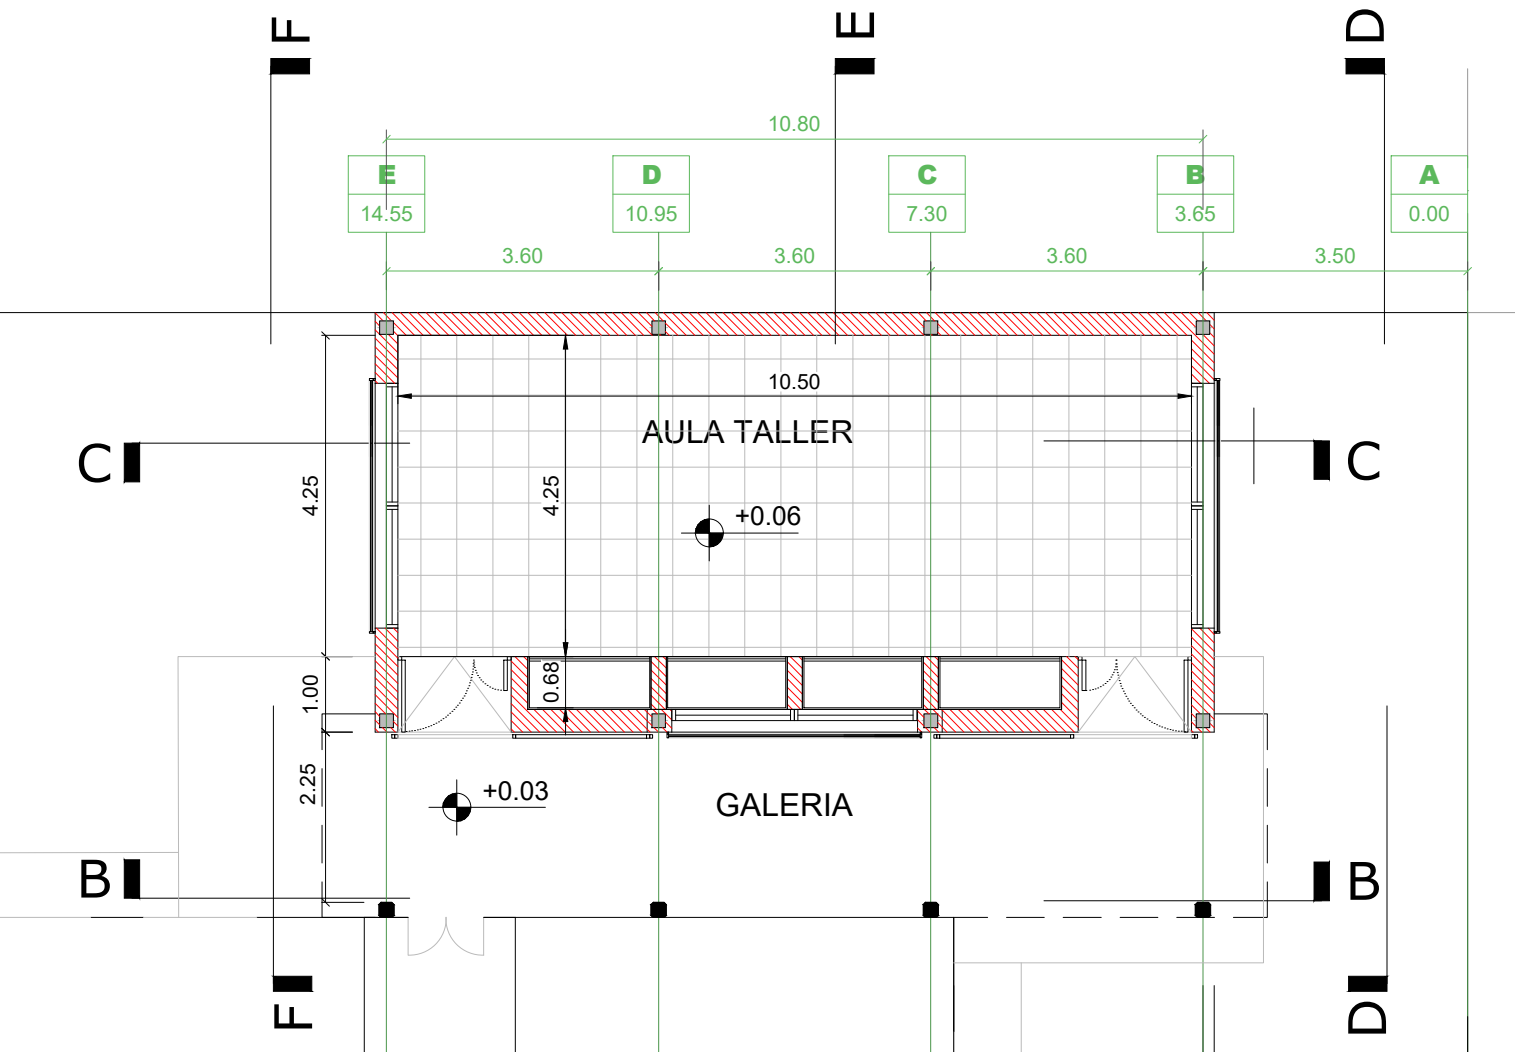 F
E
D
10.80
E
D
C
B
A
14.55
10.95
7.30
3.65
0.00
3.60
3.60
3.60
3.50
10.50
AULA TALLER
C
C
4.25
4.25
+0.06
1.00
0.68
2.25
+0.03
GALERIA
B
B
F
D